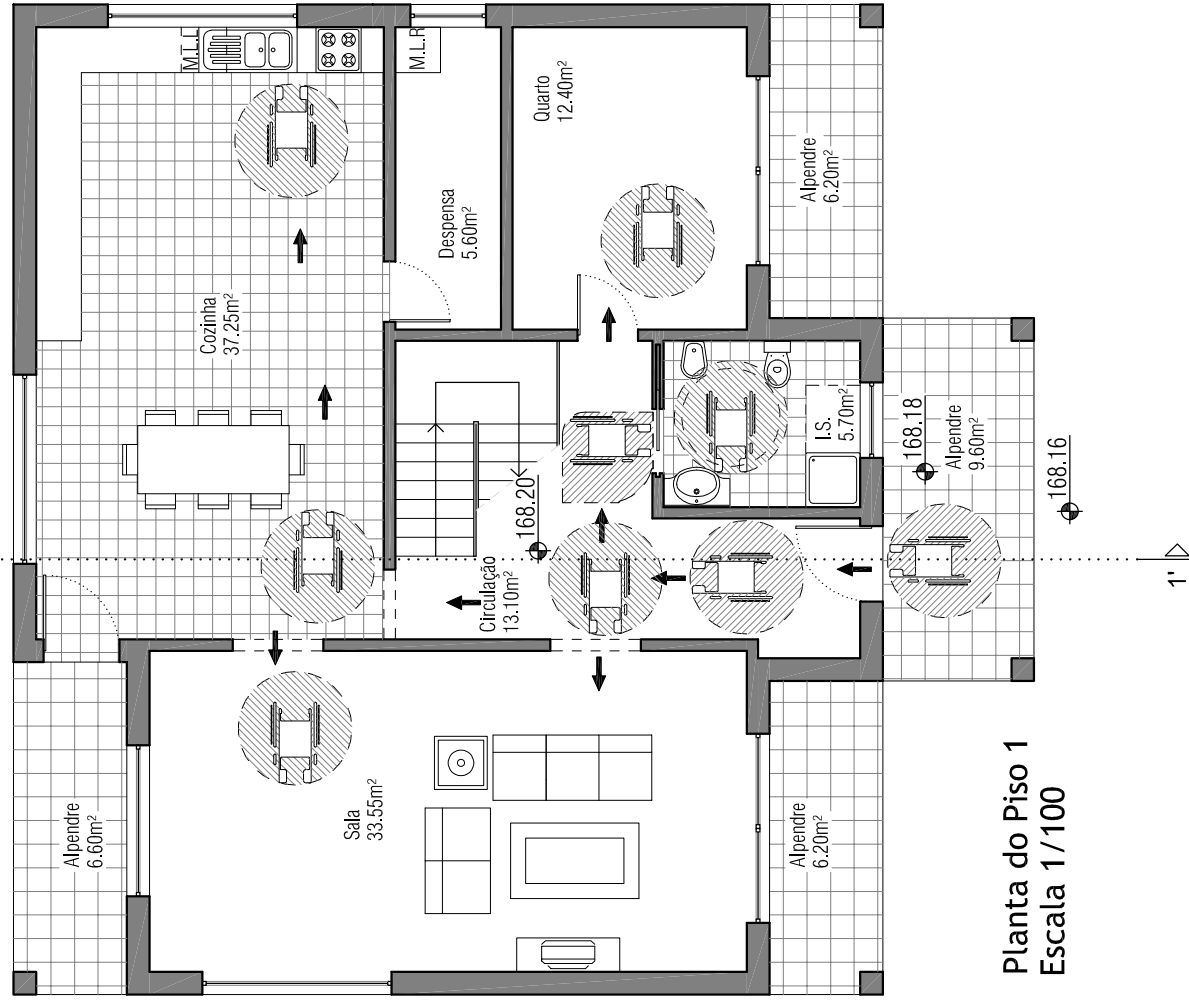 M.L.L
M.L.R
Quarto
12.40m²
Alpendre
6.20m²
Despensa
5.60m²
Cozinha
37.25m²
I.S.
5.70m²
168.18
Alpendre
9.60m²
168.16
168.20
Circulação
13.10m²
Sala
33.55m²
Alpendre
6.60m²
Alpendre
6.20m²
Planta do Piso 1
Escala 1/100
1'